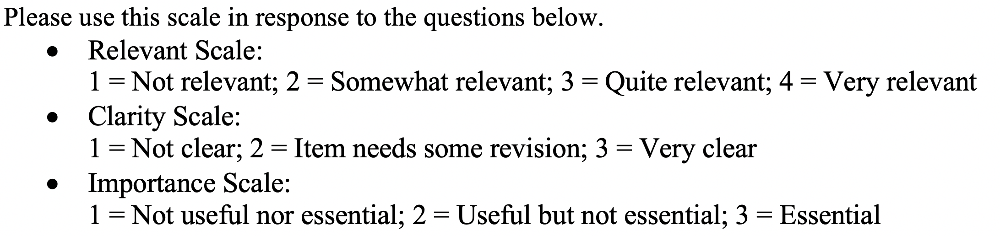 Please use this scale in response to the questions below.
• Relevant Scale:
1 = Not relevant; 2 = Somewhat relevant; 3 = Quite relevant; 4 = Very relevant
• Clarity Scale:
1 = Not clear; 2 = Item needs some revision; 3 = Very clear
• Importance Scale:
1 = Not useful nor essential; 2 = Useful but not essential; 3 = Essential